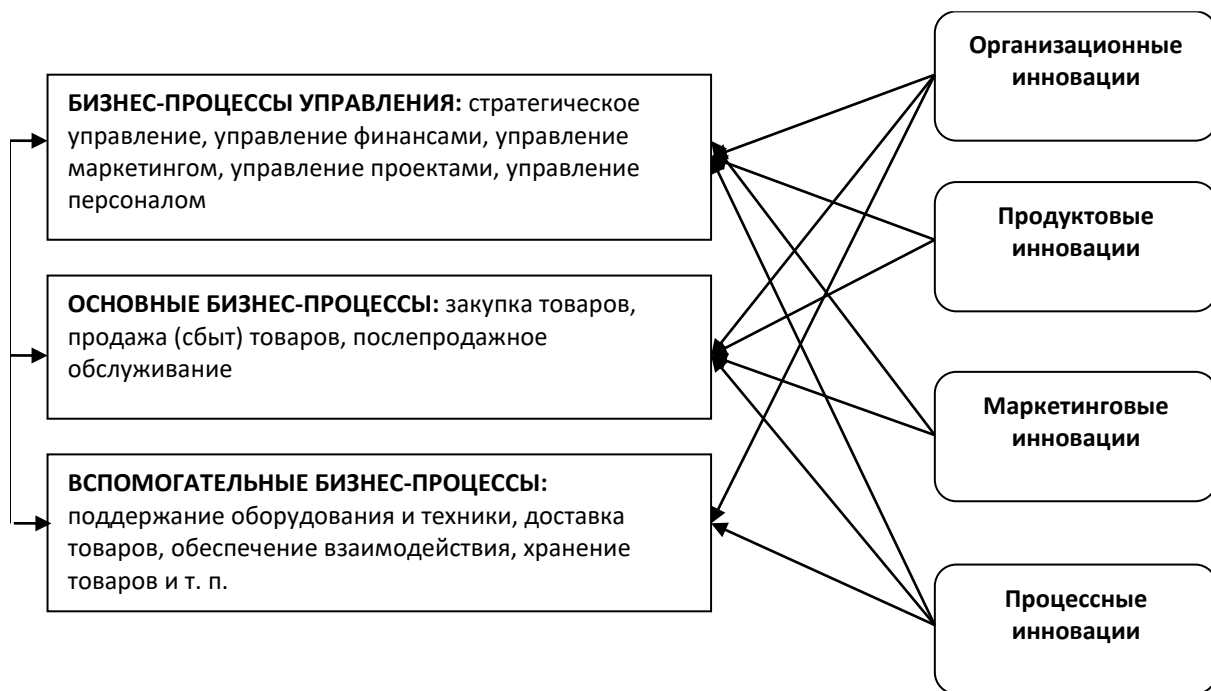 БИЗНЕС-ПРОЦЕССЫ УПРАВЛЕНИЯ: стратегическое
управление, управление финансами, управление
маркетингом, управление проектами, управление
персоналом
ОСНОВНЫЕ БИЗНЕС-ПРОЦЕССЫ: закупка товаров,
продажа (сбыт) товаров, послепродажное
обслуживание
ВСПОМОГАТЕЛЬНЫЕ БИЗНЕС-ПРОЦЕССЫ:
поддержание оборудования и техники, доставка
товаров, обеспечение взаимодействия, хранение
товаров и т. п.
Организационные
инновации
Продуктовые
инновации
Маркетинговые
инновации
Процессные
инновации